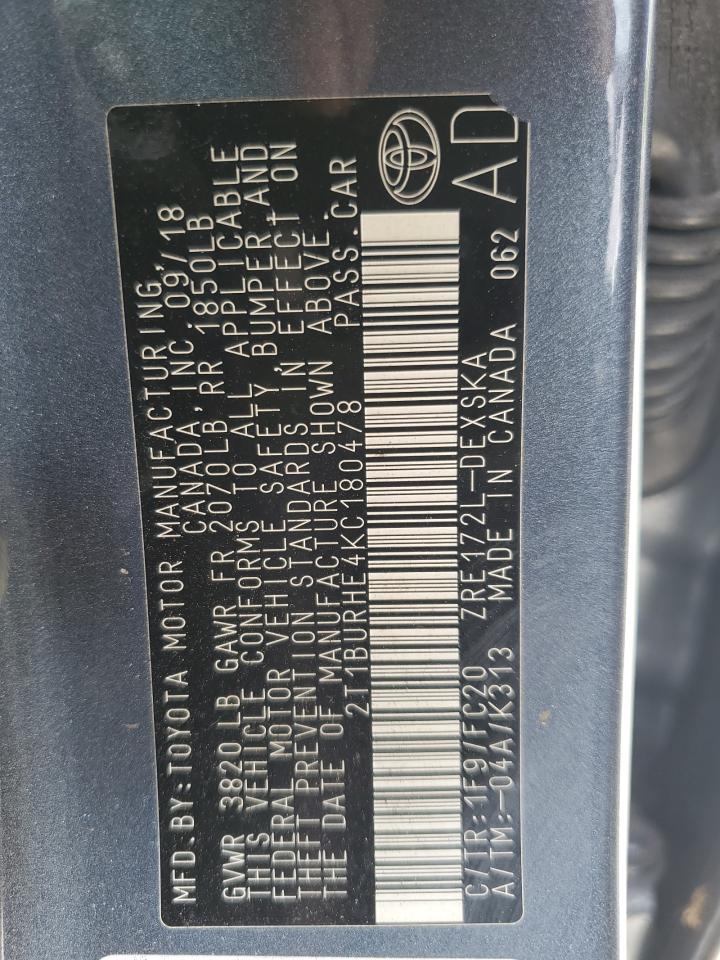 MFD.BY:TOYOTA MOTOR MANUFACTURING,
CANADA, INC. 09/18
GVWR 3820LB GAWR FR 2070LB, RR 1850LB
THIS VEHICLE CONFORMS TO ALL APPLICABLE
FEDERAL MOTOR VEHICLE SAFETY, BUMPER, AND
THEFT PREVENTION STANDARDS IN EFFECT ON
THE DATE OF MANUFACTURE SHOWN ABOVE.
2T1BURHE4KC180478 PASS.CAR
C/TR:1F9/FC20 ZRE172L-DEXSKA
A/TM:-04A/K313 MADE IN CANADA 062
AD